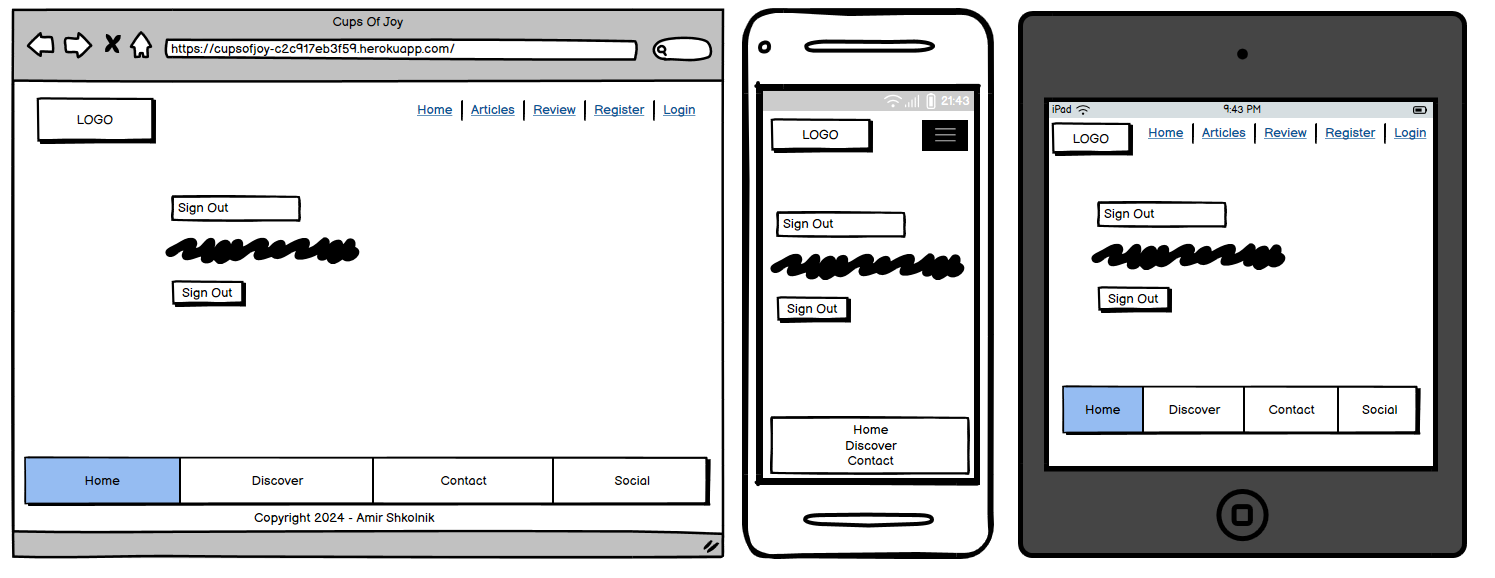 Cups Of Joy
https://cupsofjoy-c2c917eb3f59.herokuapp.com/
LOGO
Home Articles Review Register Login
Sign Out
Sign Out
Home Discover Contact Social
Copyright 2024 - Amir Shkolnik
21:43
LOGO
Sign Out
Sign Out
Home
Discover
Contact
iPad 9:43 PM
LOGO Home Articles Review Register Login
Sign Out
Sign Out
Home Discover Contact Social